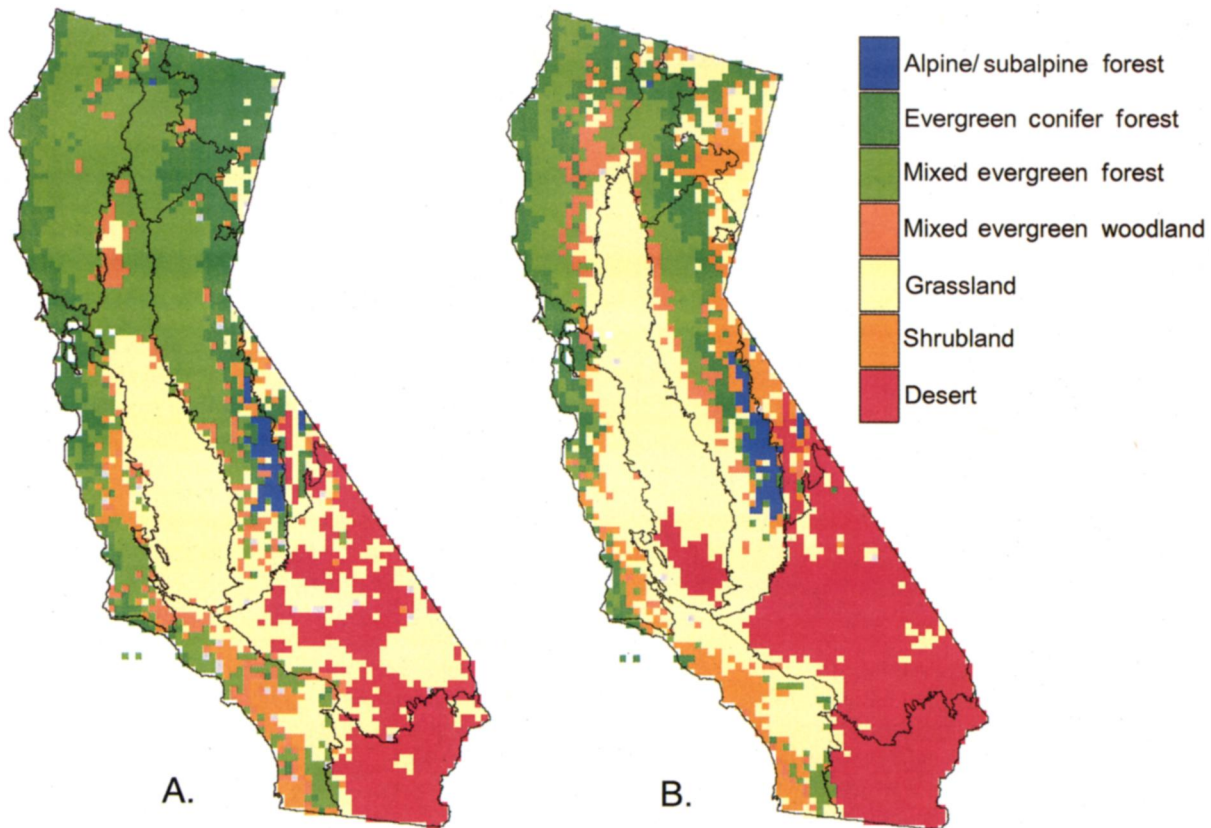 Alpine/ subalpine forest
Evergreen conifer forest
Mixed evergreen forest
Mixed evergreen woodland
Grassland
Shrubland
Desert
A.
B.